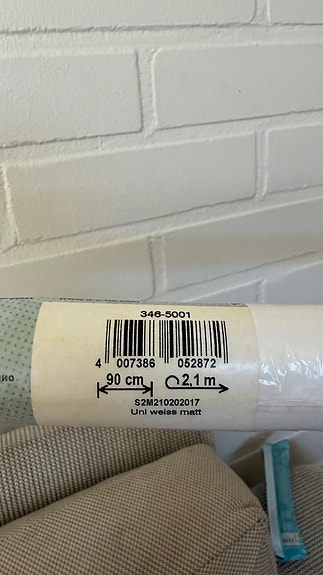 346-5001
4 007386 052872
90 cm 2,1 m
S2M210202017
Uni weiss matt